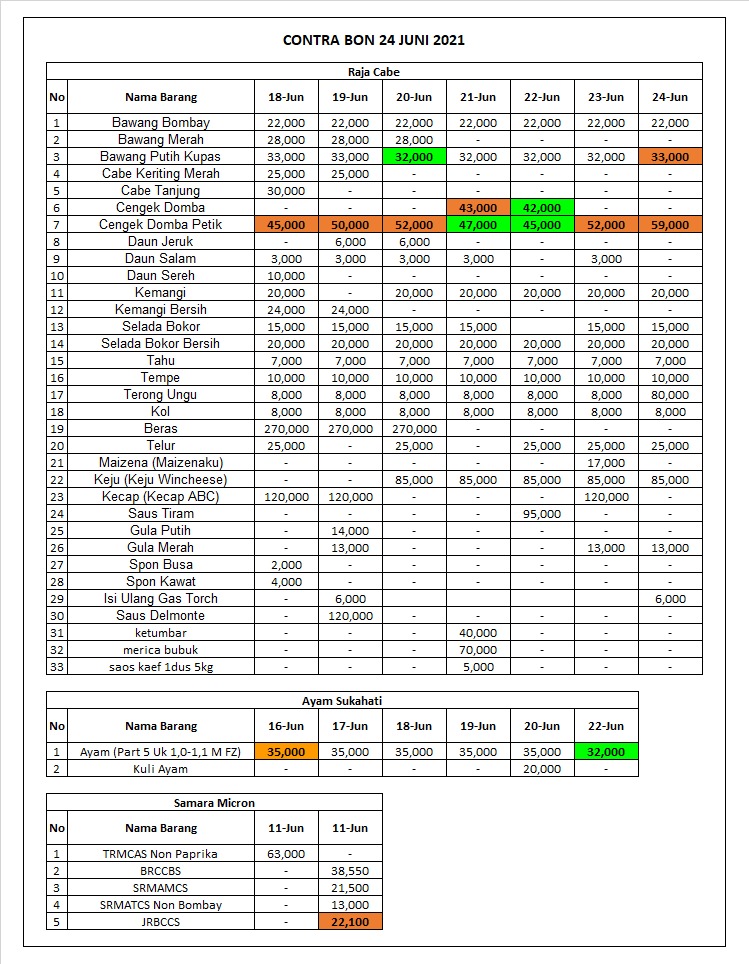 CONTRA BON 24 JUNI 2021
Raja Cabe
No Nama Barang 18-Jun 19-Jun 20-Jun 21-Jun 22-Jun 23-Jun 24-Jun
1 Bawang Bombay 22,000 22,000 22,000 22,000 22,000 22,000 22,000
2 Bawang Merah 28,000 28,000 28,000 - - - -
3 Bawang Putih Kupas 33,000 33,000 32,000 32,000 32,000 32,000 33,000
4 Cabe Keriting Merah 25,000 25,000 - - - - -
5 Cabe Tanjung 30,000 - - - - - -
6 Cengek Domba - - - 43,000 42,000 - -
7 Cengek Domba Petik 45,000 50,000 52,000 47,000 45,000 52,000 59,000
8 Daun Jeruk - 6,000 6,000 - - - -
9 Daun Salam 3,000 3,000 3,000 3,000 - 3,000 -
10 Daun Sereh 10,000 - - - - - -
11 Kemangi 20,000 - 20,000 20,000 20,000 20,000 20,000
12 Kemangi Bersih 24,000 24,000 - - - - -
13 Selada Bokor 15,000 15,000 15,000 15,000 15,000 15,000
14 Selada Bokor Bersih 20,000 20,000 20,000 20,000 20,000 20,000 20,000
15 Tahu 7,000 7,000 7,000 7,000 7,000 7,000 7,000
16 Tempe 10,000 10,000 10,000 10,000 10,000 10,000 10,000
17 Terong Ungu 8,000 8,000 8,000 8,000 8,000 8,000 80,000
18 Kol 8,000 8,000 8,000 8,000 8,000 8,000 8,000
19 Beras 270,000 270,000 270,000 - - - -
20 Telur 25,000 - 25,000 - 25,000 25,000 25,000
21 Maizena (Maizenaku) - - - - - 17,000 -
22 Keju (Keju Wincheese) - - 85,000 85,000 85,000 85,000 85,000
23 Kecap (Kecap ABC) 120,000 120,000 - - - 120,000 -
24 Saus Tiram - - - - 95,000 - -
25 Gula Putih - 14,000 - - - - -
26 Gula Merah - 13,000 - - - 13,000 13,000
27 Spon Busa 2,000 - - - - - -
28 Spon Kawat 4,000 - - - - - -
29 Isi Ulang Gas Torch - 6,000 6,000
30 Saus Delmonte - 120,000 - - - - -
31 ketumbar - - - 40,000 - - -
32 merica bubuk - - - 70,000 - - -
33 saos kaef 1dus 5kg - - - 5,000 - - -
Ayam Sukahati
No Nama Barang 16-Jun 17-Jun 18-Jun 19-Jun 20-Jun 22-Jun
1 Ayam (Part 5 Uk 1,0-1,1 M FZ) 35,000 35,000 35,000 35,000 35,000 32,000
2 Kuli Ayam - - - - 20,000 -
Samara Micron
No Nama Barang 11-Jun 11-Jun
1 TRMCAS Non Paprika 63,000 -
2 BRCCBS - 38,550
3 SRMAMCS - 21,500
4 SRMATCS Non Bombay - 13,000
5 JRBCCS - 22,100